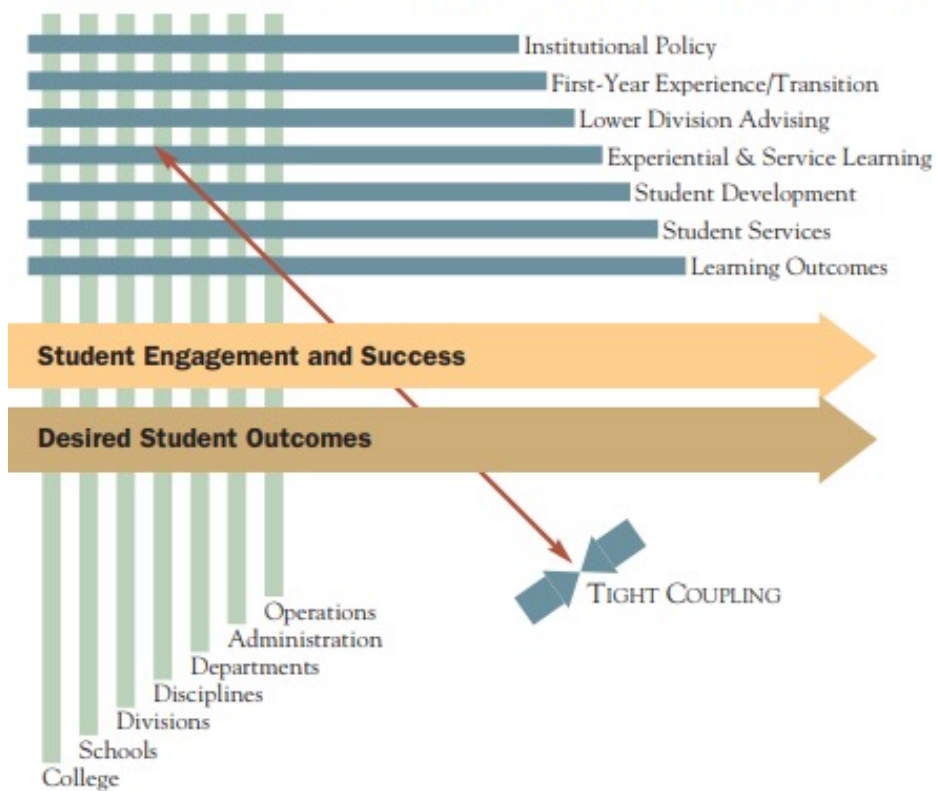 Institutional Policy
First-Year Experience/Transition
Lower Division Advising
Experiential & Service Learning
Student Development
Student Services
Learning Outcomes
Student Engagement and Success
Desired Student Outcomes
TIGHT COUPLING
Operations
Administration
Departments
Disciplines
Divisions
Schools
College